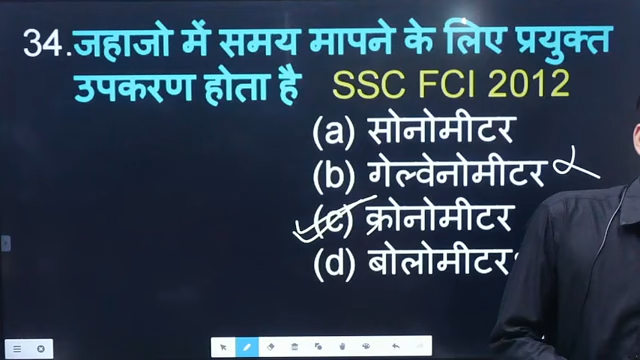 34.जहाजो में समय मापने के लिए प्रयुक्त
उपकरण होता है SSC FCI 2012
(a) सोनोमीटर
(b) गेल्वेनोमीटर
(c) क्रोनोमीटर
(d) बोलोमीटर